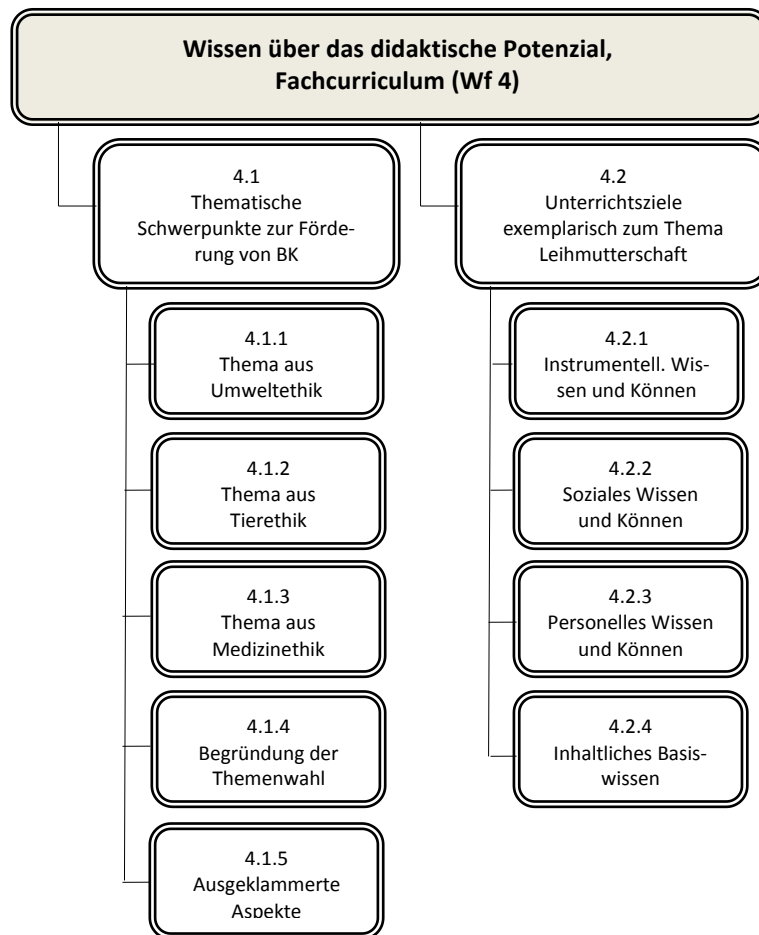 Wissen über das didaktische Potenzial,
Fachcurriculum (Wf 4)
4.1
Thematische
Schwerpunkte zur Förde-
rung von BK
4.1.1
Thema aus
Umweltethik
4.1.2
Thema aus
Tierethik
4.1.3
Thema aus
Medizinethik
4.1.4
Begründung der
Themenwahl
4.1.5
Ausgeklammerte
Aspekte
4.2
Unterrichtsziele
exemplarisch zum Thema
Leihmutterschaft
4.2.1
Instrumentell. Wis-
sen und Können
4.2.2
Soziales Wissen
und Können
4.2.3
Personelles Wissen
und Können
4.2.4
Inhaltliches Basis-
wissen